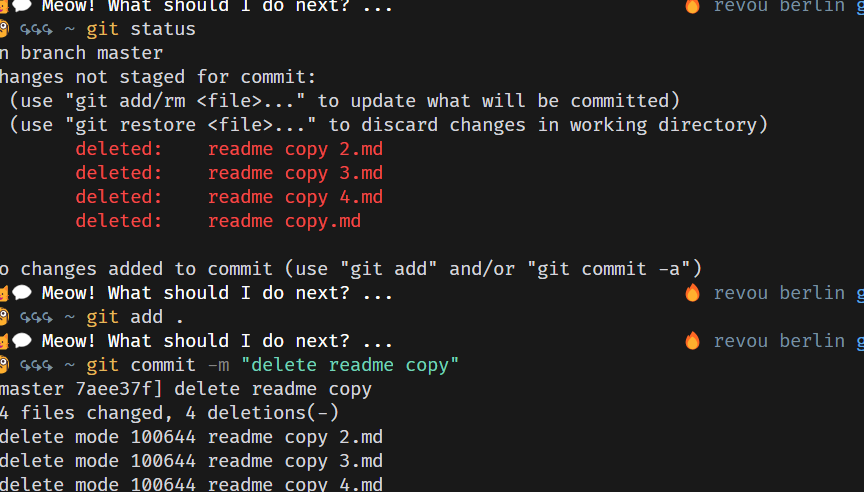 Meow! What should I do next? ... revou berlin g
~ git status
n branch master
hanges not staged for commit:
(use "git add/rm <file>..." to update what will be committed)
(use "git restore <file>..." to discard changes in working directory)
deleted: readme copy 2.md
deleted: readme copy 3.md
deleted: readme copy 4.md
deleted: readme copy.md
o changes added to commit (use "git add" and/or "git commit -a")
Meow! What should I do next? ... revou berlin g
~ git add .
Meow! What should I do next? ... revou berlin g
~ git commit -m "delete readme copy"
master 7aee37f] delete readme copy
4 files changed, 4 deletions(-)
delete mode 100644 readme copy 2.md
delete mode 100644 readme copy 3.md
delete mode 100644 readme copy 4.md